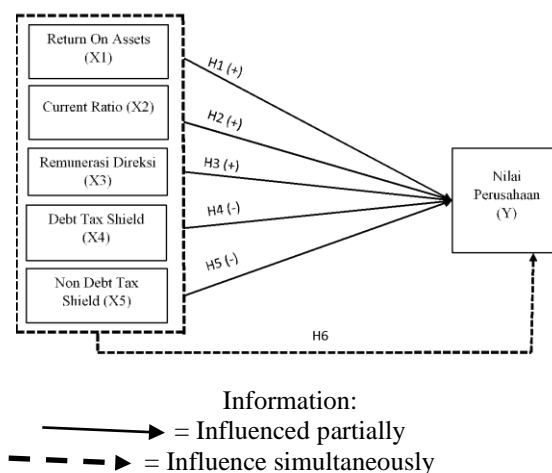 Return On Assets
(X1)
Current Ratio (X2)
Remunerasi Direksi
(X3)
Debt Tax Shield
(X4)
Non Debt Tax
Shield (X5)
H1 (+)
H2 (+)
H3 (+)
H4 (-)
H5 (-)
H6
Nilai
Perusahaan
(Y)
Information:
= Influenced partially
= Influence simultaneously